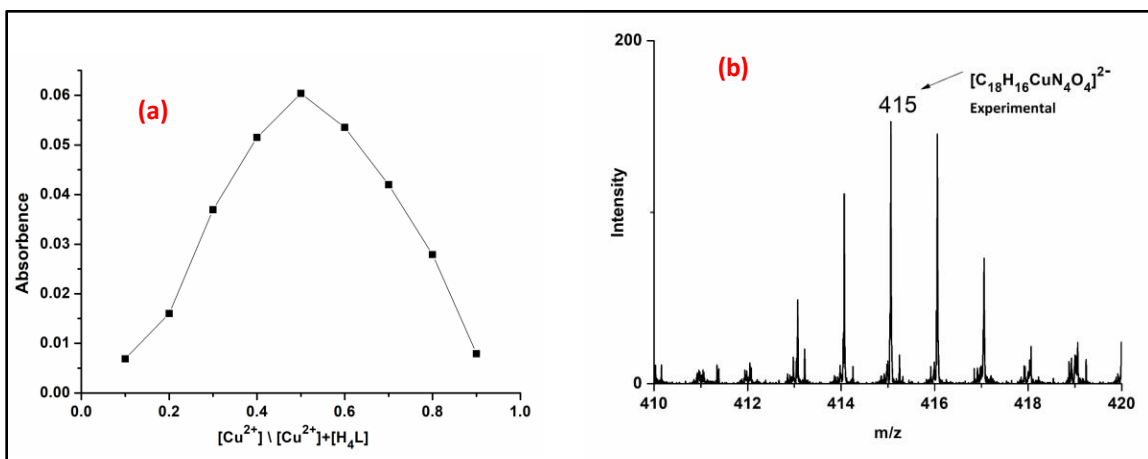 (a)
0.06
0.05
0.04
0.03
0.02
0.01
0.00
Absorbence
0.0 0.2 0.4 0.6 0.8 1.0
[Cu²⁺] \ [Cu²⁺]+[H₄L]
(b)
200
0
Intensity
415
[C₁₈H₁₆CuN₄O₄]²⁻
Experimental
410 412 414 416 418 420
m/z